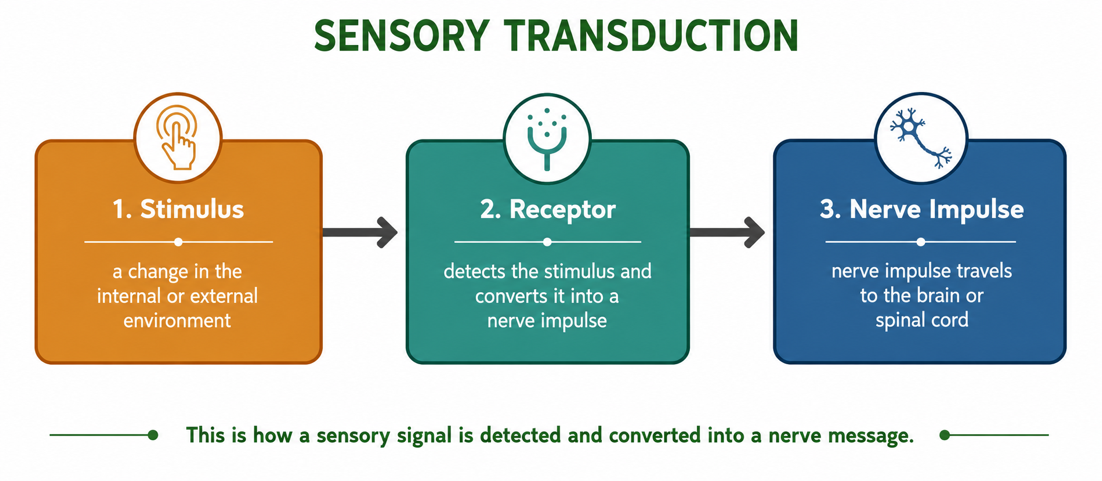 SENSORY TRANSDUCTION
1. Stimulus
a change in the
internal or external
environment
2. Receptor
detects the stimulus and
converts it into a
nerve impulse
3. Nerve Impulse
nerve impulse travels
to the brain or
spinal cord
This is how a sensory signal is detected and converted into a nerve message.